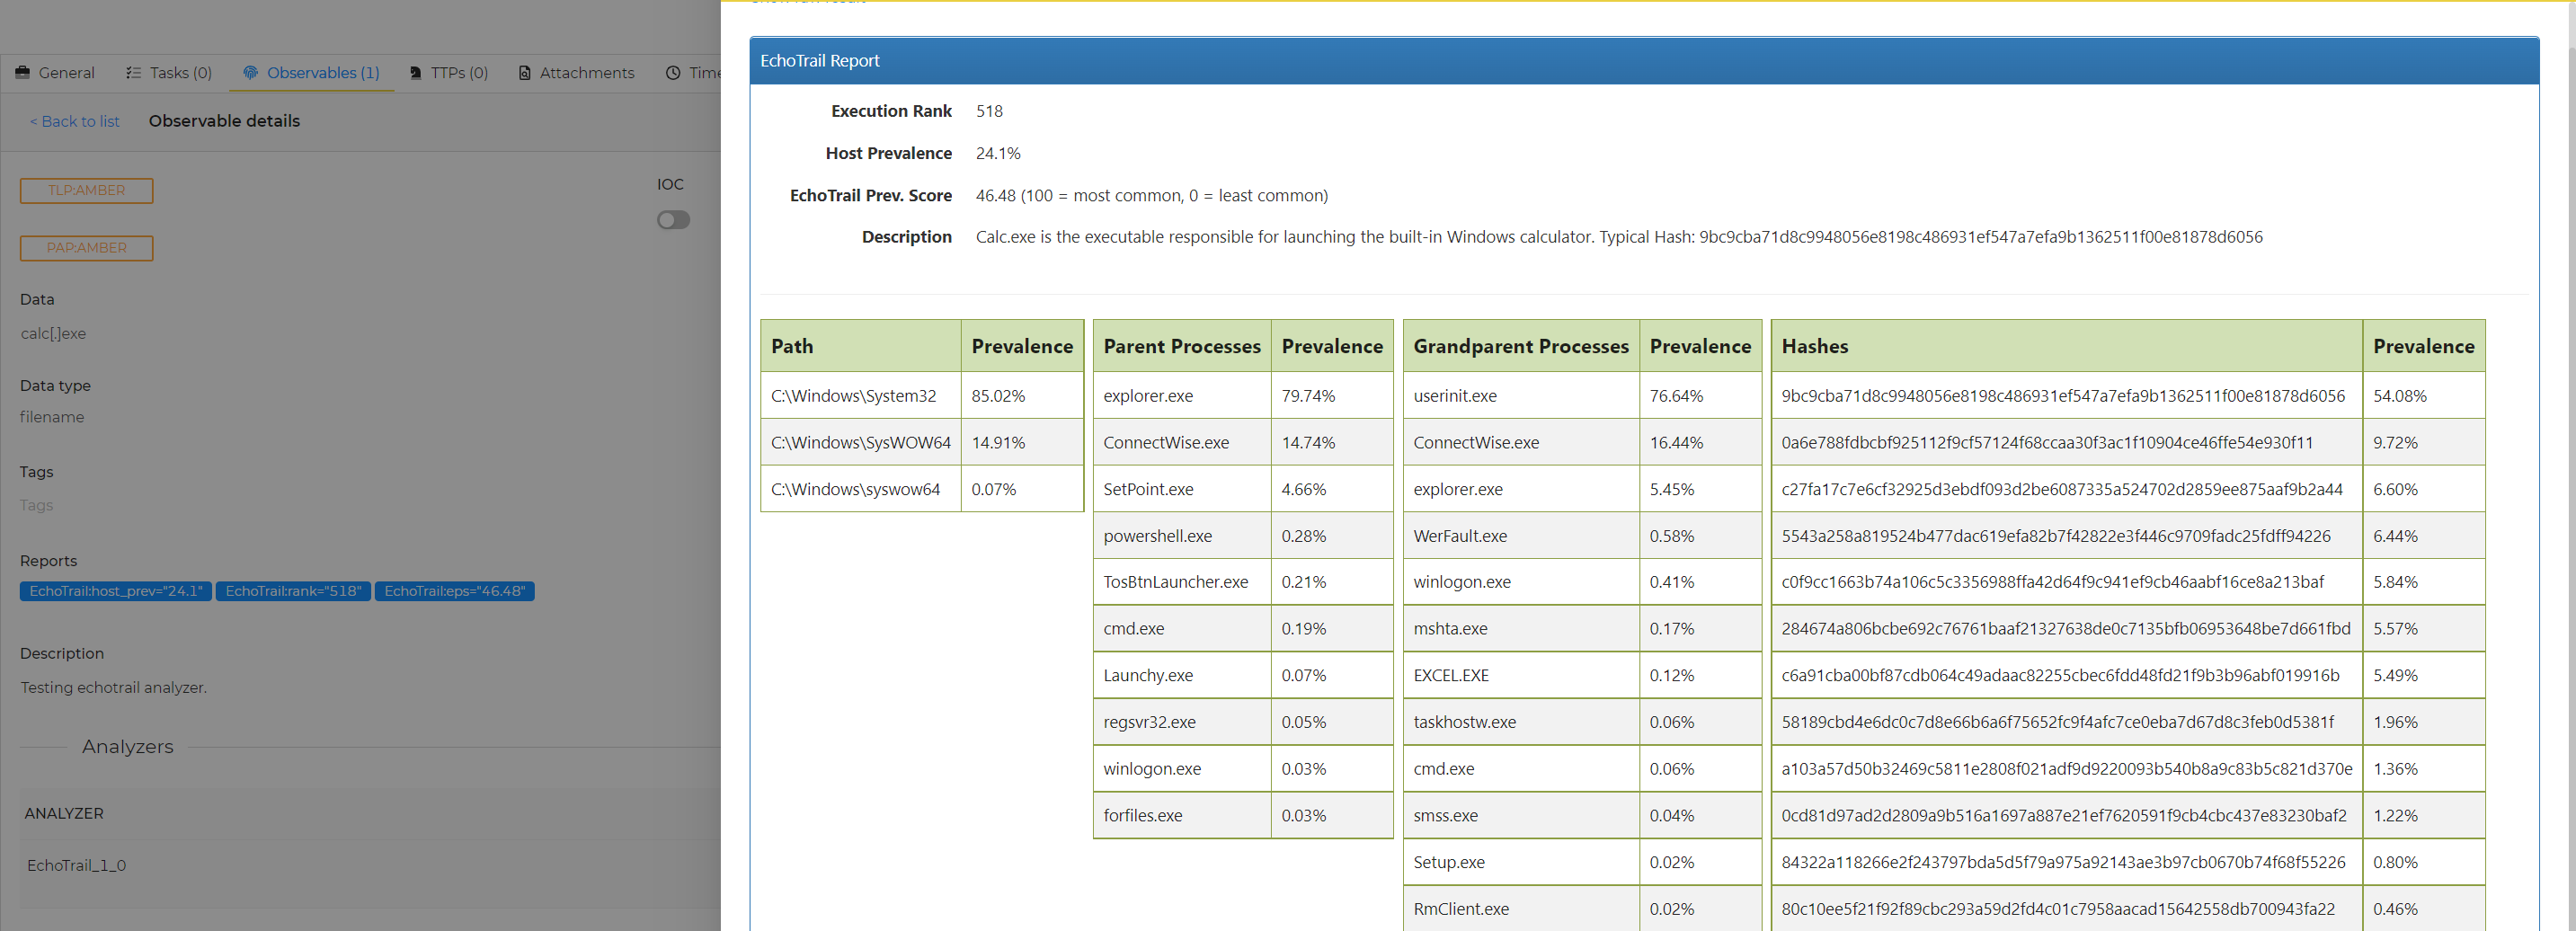 General Tasks (0) Observables (1) TTPs (0) Attachments
< Back to list Observable details
TLP:AMBER
IOC
PAP:AMBER
Data
calc[.]exe
Data type
filename
Tags
Tags
Reports
EchoTrail:host_prev="24.1" EchoTrail:rank="518" EchoTrail:eps="46.48"
Description
Testing echotrail analyzer.
Analyzers
ANALYZER
EchoTrail_1_0
EchoTrail Report
Execution Rank 518
Host Prevalence 24.1%
EchoTrail Prev. Score 46.48 (100 = most common, 0 = least common)
Description Calc.exe is the executable responsible for launching the built-in Windows calculator. Typical Hash: 9bc9cba71d8c9948056e8198c486931ef547a7efa9b1362511f00e81878d6056
Path Prevalence
C:\Windows\System32 85.02%
C:\Windows\SysWOW64 14.91%
C:\Windows\syswow64 0.07%
Parent Processes Prevalence
explorer.exe 79.74%
ConnectWise.exe 14.74%
SetPoint.exe 4.66%
powershell.exe 0.28%
TosBtnLauncher.exe 0.21%
cmd.exe 0.19%
Launchy.exe 0.07%
regsvr32.exe 0.05%
winlogon.exe 0.03%
forfiles.exe 0.03%
Grandparent Processes Prevalence
userinit.exe 76.64%
ConnectWise.exe 16.44%
explorer.exe 5.45%
WerFault.exe 0.58%
winlogon.exe 0.41%
mshta.exe 0.17%
EXCEL.EXE 0.12%
taskhostw.exe 0.06%
cmd.exe 0.06%
smss.exe 0.04%
Setup.exe 0.02%
RmClient.exe 0.02%
Hashes Prevalence
9bc9cba71d8c9948056e8198c486931ef547a7efa9b1362511f00e81878d6056 54.08%
0a6e788fdbcbf925112f9cf57124f68ccaa30f3ac1f10904ce46ffe54e930f11 9.72%
c27fa17c7e6cf32925d3ebdf093d2be6087335a524702d2859ee875aaf9b2a44 6.60%
5543a258a819524b477dac619efa82b7f42822e3f446c9709fadc25fdff94226 6.44%
c0f9cc1663b74a106c5c3356988ffa42d64f9c941ef9cb46aabf16ce8a213baf 5.84%
284674a806bcbe692c76761baaf21327638de0c7135bfb06953648be7d661fbd 5.57%
c6a91cba00bf87cdb064c49adaac82255cbec6fdd48fd21f9b3b96abf019916b 5.49%
58189cbd4e6dc0c7d8e66b6a6f75652fc9f4afc7ce0eba7d67d8c3feb0d5381f 1.96%
a103a57d50b32469c5811e2808f021adf9d9220093b540b8a9c83b5c821d370e 1.36%
0cd81d97ad2d2809a9b516a1697a887e21ef7620591f9cb4cbc437e83230baf2 1.22%
84322a118266e2f243797bda5d5f79a975a92143ae3b97cb0670b74f68f55226 0.80%
80c10ee5f21f92f89cbc293a59d2fd4c01c7958aacad15642558db700943fa22 0.46%